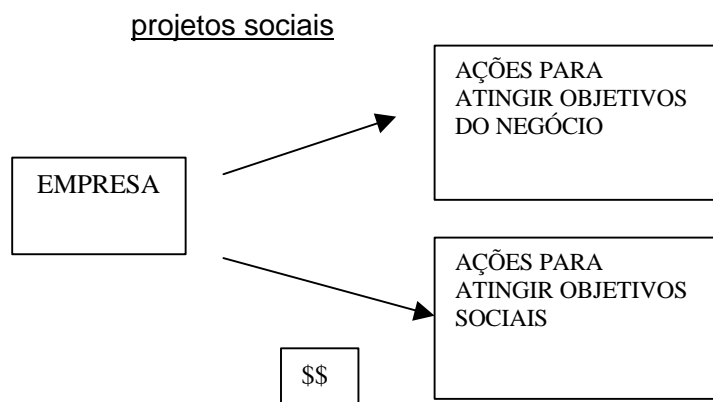 projetos sociais
EMPRESA
AÇÕES PARA
ATINGIR OBJETIVOS
DO NEGÓCIO
AÇÕES PARA
ATINGIR OBJETIVOS
SOCIAIS
$$